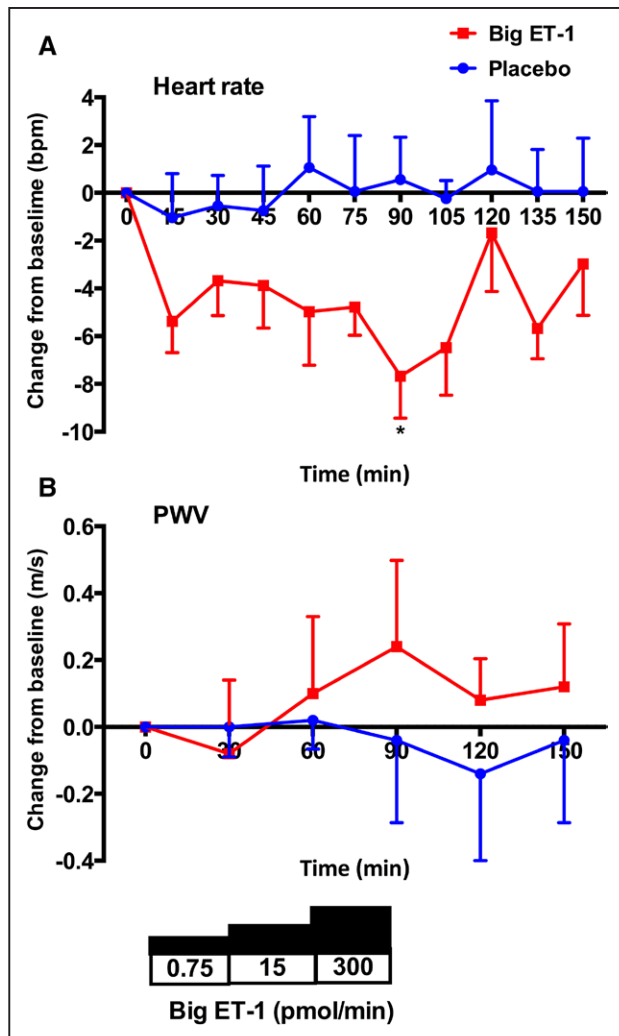 A
Big ET-1
Placebo
Heart rate
4
2
0
-2
-4
-6
-8
-10
Change from baselime (bpm)
0 15 30 45 60 75 90 105 120 135 150
*
Time (min)
B
PWV
0.6
0.4
0.2
0.0
-0.2
-0.4
Change from baseline (m/s)
0 30 60 90 120 150
Time (min)
0.75 15 300
Big ET-1 (pmol/min)